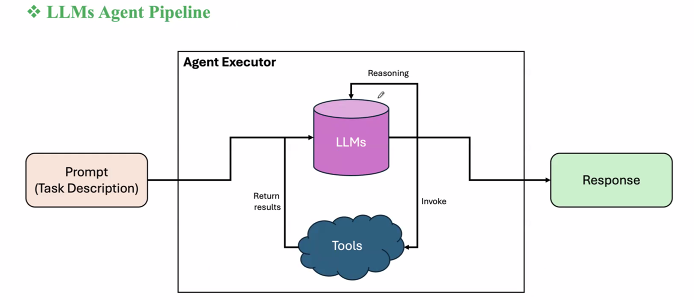 ❖ LLMs Agent Pipeline
Agent Executor
Reasoning
LLMs
Prompt
(Task Description)
Response
Return
results
Invoke
Tools